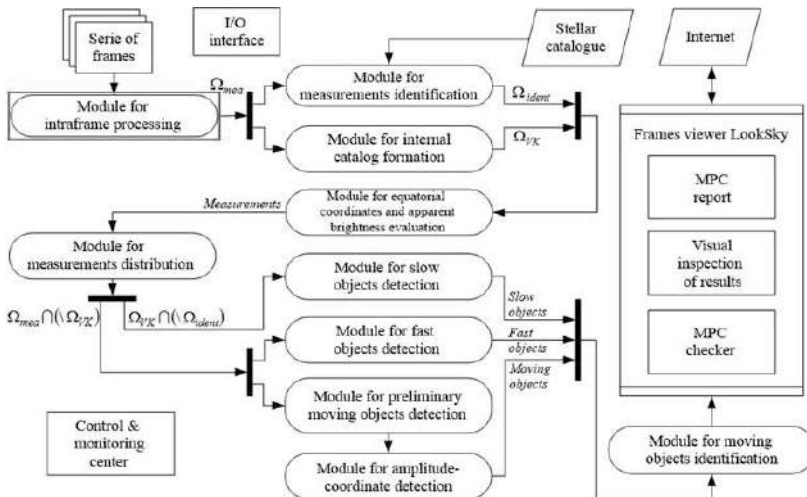 Serie of
frames
I/O
interface
Stellar
catalogue
Internet
Ω_mea
Module for
intraframe processing
Module for
measurements identification
Ω_ident
Module for internal
catalog formation
Ω_VK
Frames viewer LookSky
MPC
report
Visual
inspection
of results
MPC
checker
Measurements
Module for equatorial
coordinates and apparent
brightness evaluation
Module for
measurements distribution
Module for slow
objects detection
Slow
objects
Ω_mea∩(\Ω_VK)
Ω_VK∩(\Ω_ident)
Module for fast
objects detection
Fast
objects
Moving
objects
Module for preliminary
moving objects detection
Control &
monitoring
center
Module for amplitude-
coordinate detection
Module for moving
objects identification